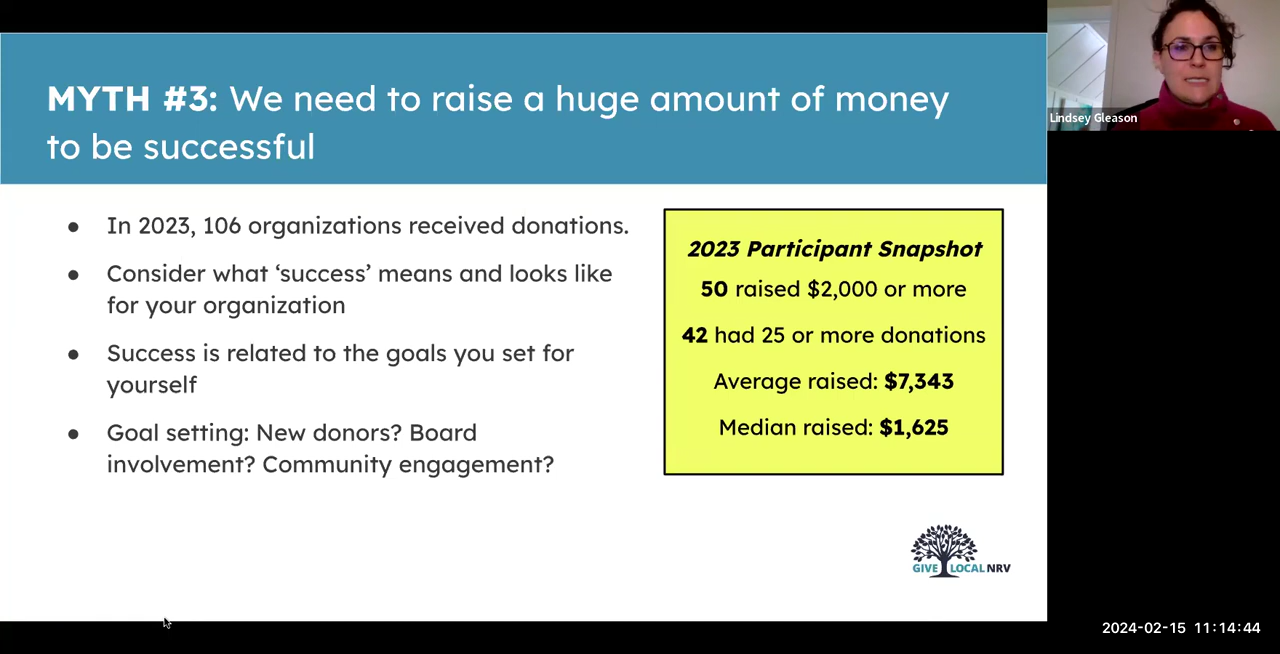 MYTH #3: We need to raise a huge amount of money
to be successful
Lindsey Gleason
● In 2023, 106 organizations received donations.
● Consider what ‘success’ means and looks like
for your organization
● Success is related to the goals you set for
yourself
● Goal setting: New donors? Board
involvement? Community engagement?
2023 Participant Snapshot
50 raised $2,000 or more
42 had 25 or more donations
Average raised: $7,343
Median raised: $1,625
GIVE LOCAL NRV
2024-02-15 11:14:44